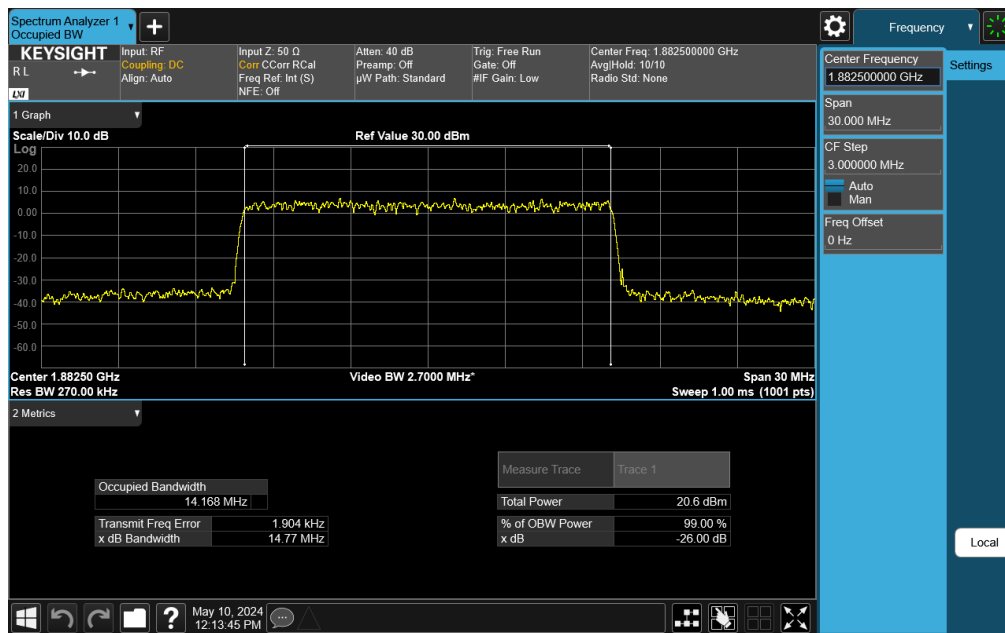 Spectrum Analyzer 1
Occupied BW
Frequency
KEYSIGHT
R L
LXI
Input: RF
Coupling: DC
Align: Auto
Input Z: 50 Ω
Corr CCorr RCal
Freq Ref: Int (S)
NFE: Off
Atten: 40 dB
Preamp: Off
µW Path: Standard
Trig: Free Run
Gate: Off
#IF Gain: Low
Center Freq: 1.882500000 GHz
Avg|Hold: 10/10
Radio Std: None
Center Frequency
1.882500000 GHz
Settings
Span
30.000 MHz
CF Step
3.000000 MHz
Auto
Man
Freq Offset
0 Hz
Local
1 Graph
Scale/Div 10.0 dB
Ref Value 30.00 dBm
Log
20.0
10.0
0.00
-10.0
-20.0
-30.0
-40.0
-50.0
-60.0
Center 1.88250 GHz
Video BW 2.7000 MHz*
Span 30 MHz
Res BW 270.00 kHz
Sweep 1.00 ms (1001 pts)
2 Metrics
Measure Trace
Trace 1
Occupied Bandwidth
14.168 MHz
Total Power
20.6 dBm
Transmit Freq Error
1.904 kHz
% of OBW Power
99.00 %
x dB Bandwidth
14.77 MHz
x dB
-26.00 dB
May 10, 2024
12:13:45 PM